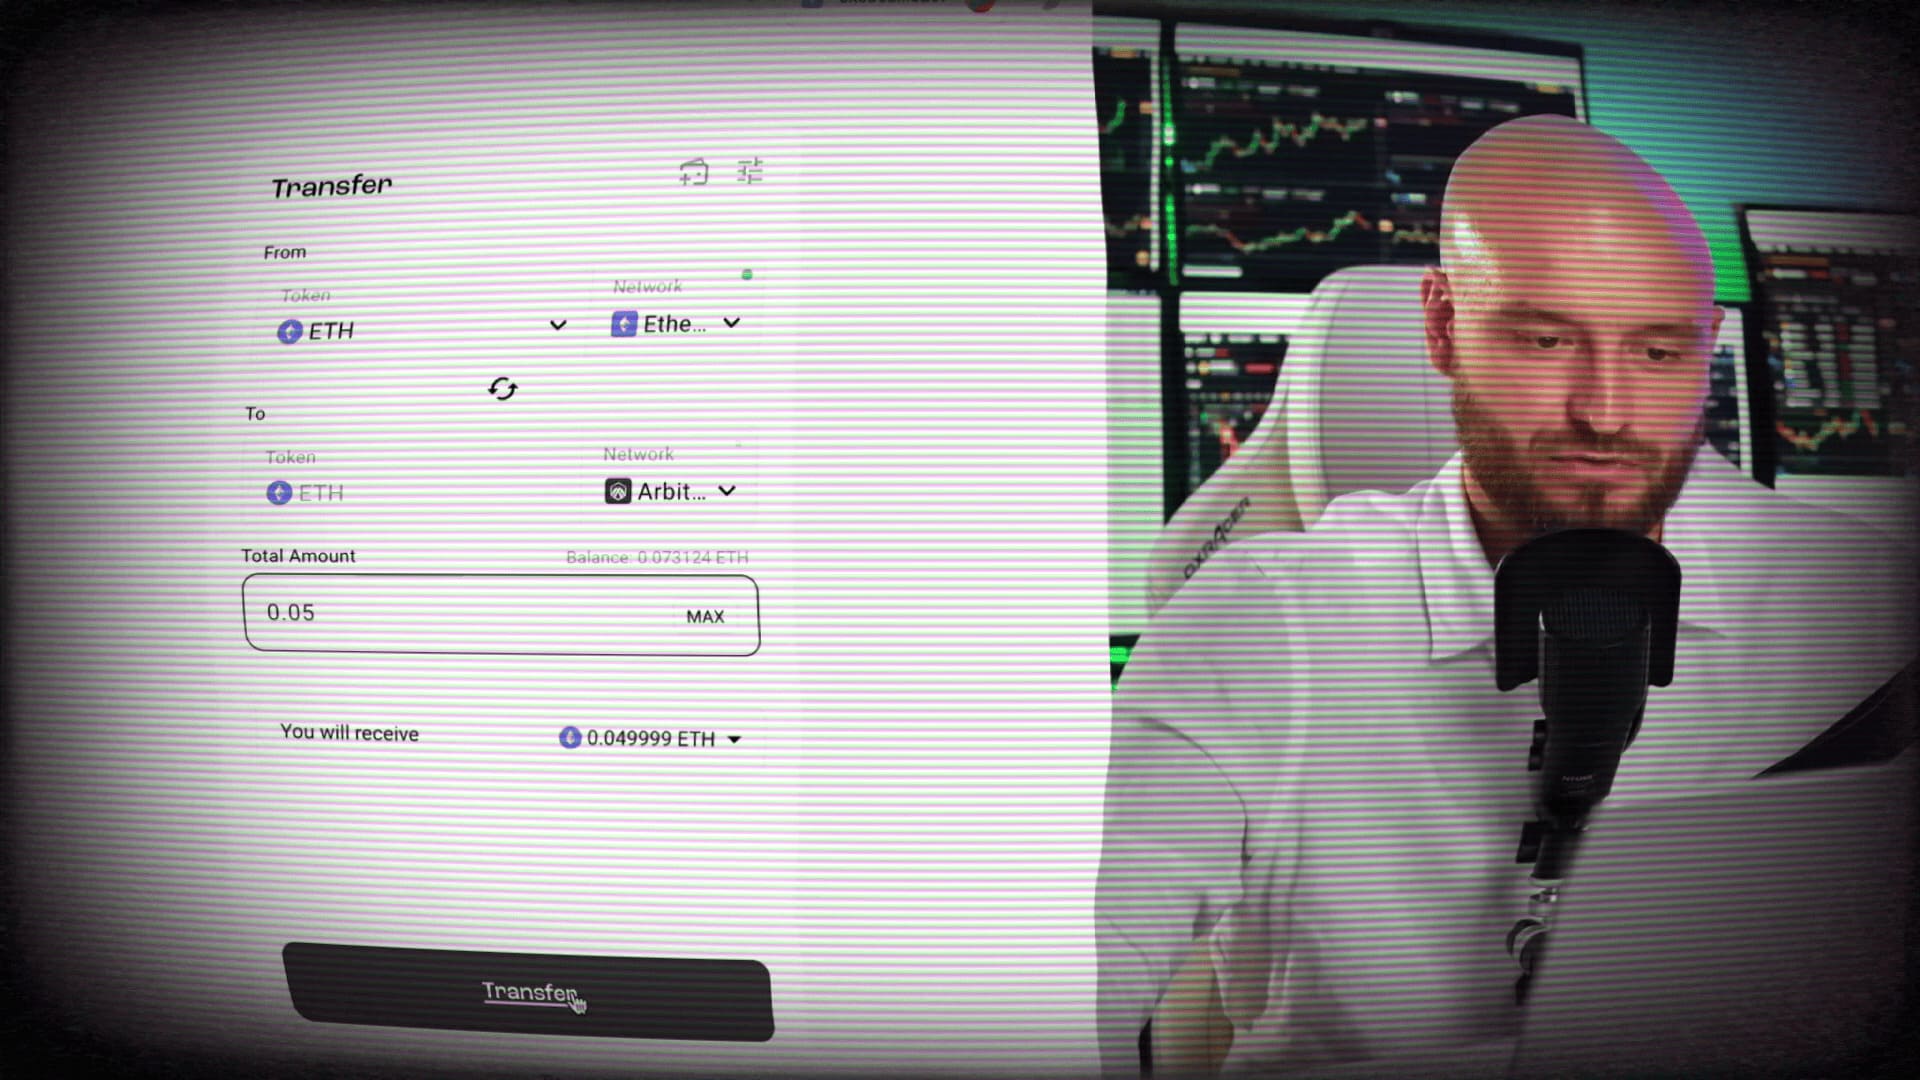 Transfer
From
Token
Network
ETH
Ethe...
To
Token
Network
ETH
Arbit...
Total Amount
Balance: 0.073124 ETH
0.05
MAX
You will receive
0.049999 ETH
Transfer
DXRACER